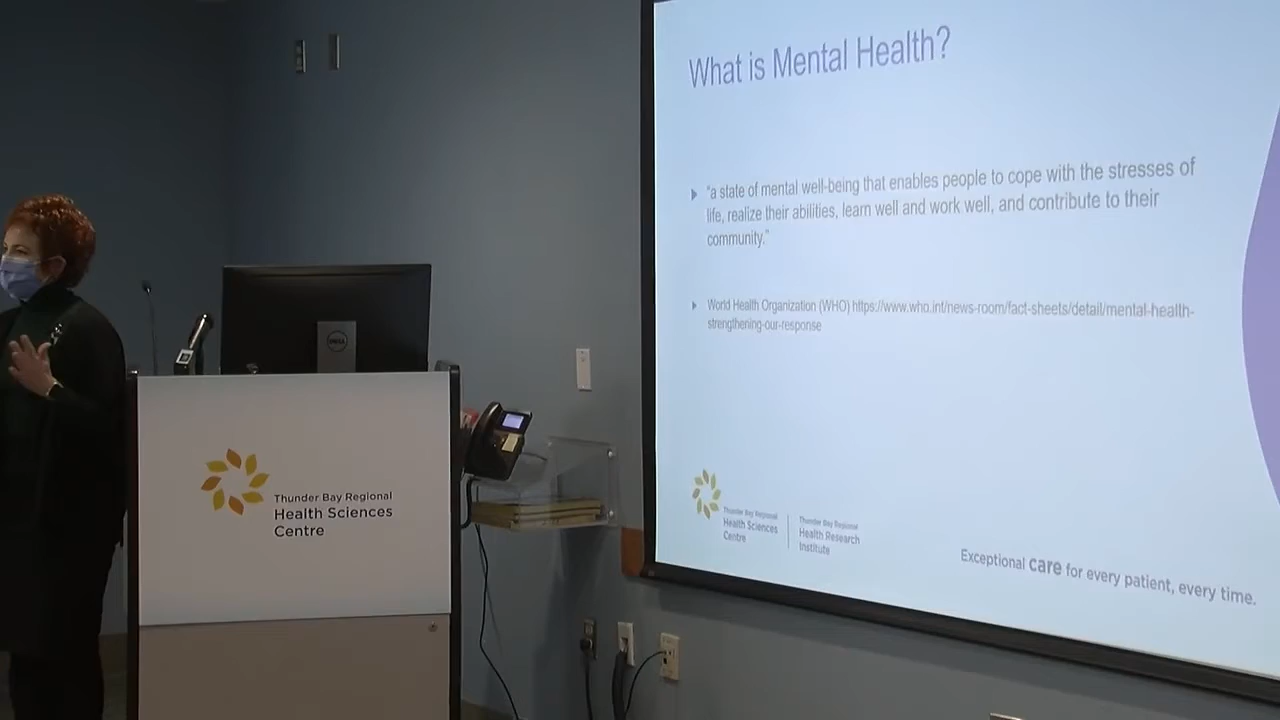 What is Mental Health?
"a state of mental well-being that enables people to cope with the stresses of
life, realize their abilities, learn well and work well, and contribute to their
community."
World Health Organization (WHO) https://www.who.int/news-room/fact-sheets/detail/mental-health-
strengthening-our-response
Thunder Bay Regional
Health Sciences
Centre
Thunder Bay Regional
Health Research
Institute
Exceptional care for every patient, every time.
DELL
Thunder Bay Regional
Health Sciences
Centre